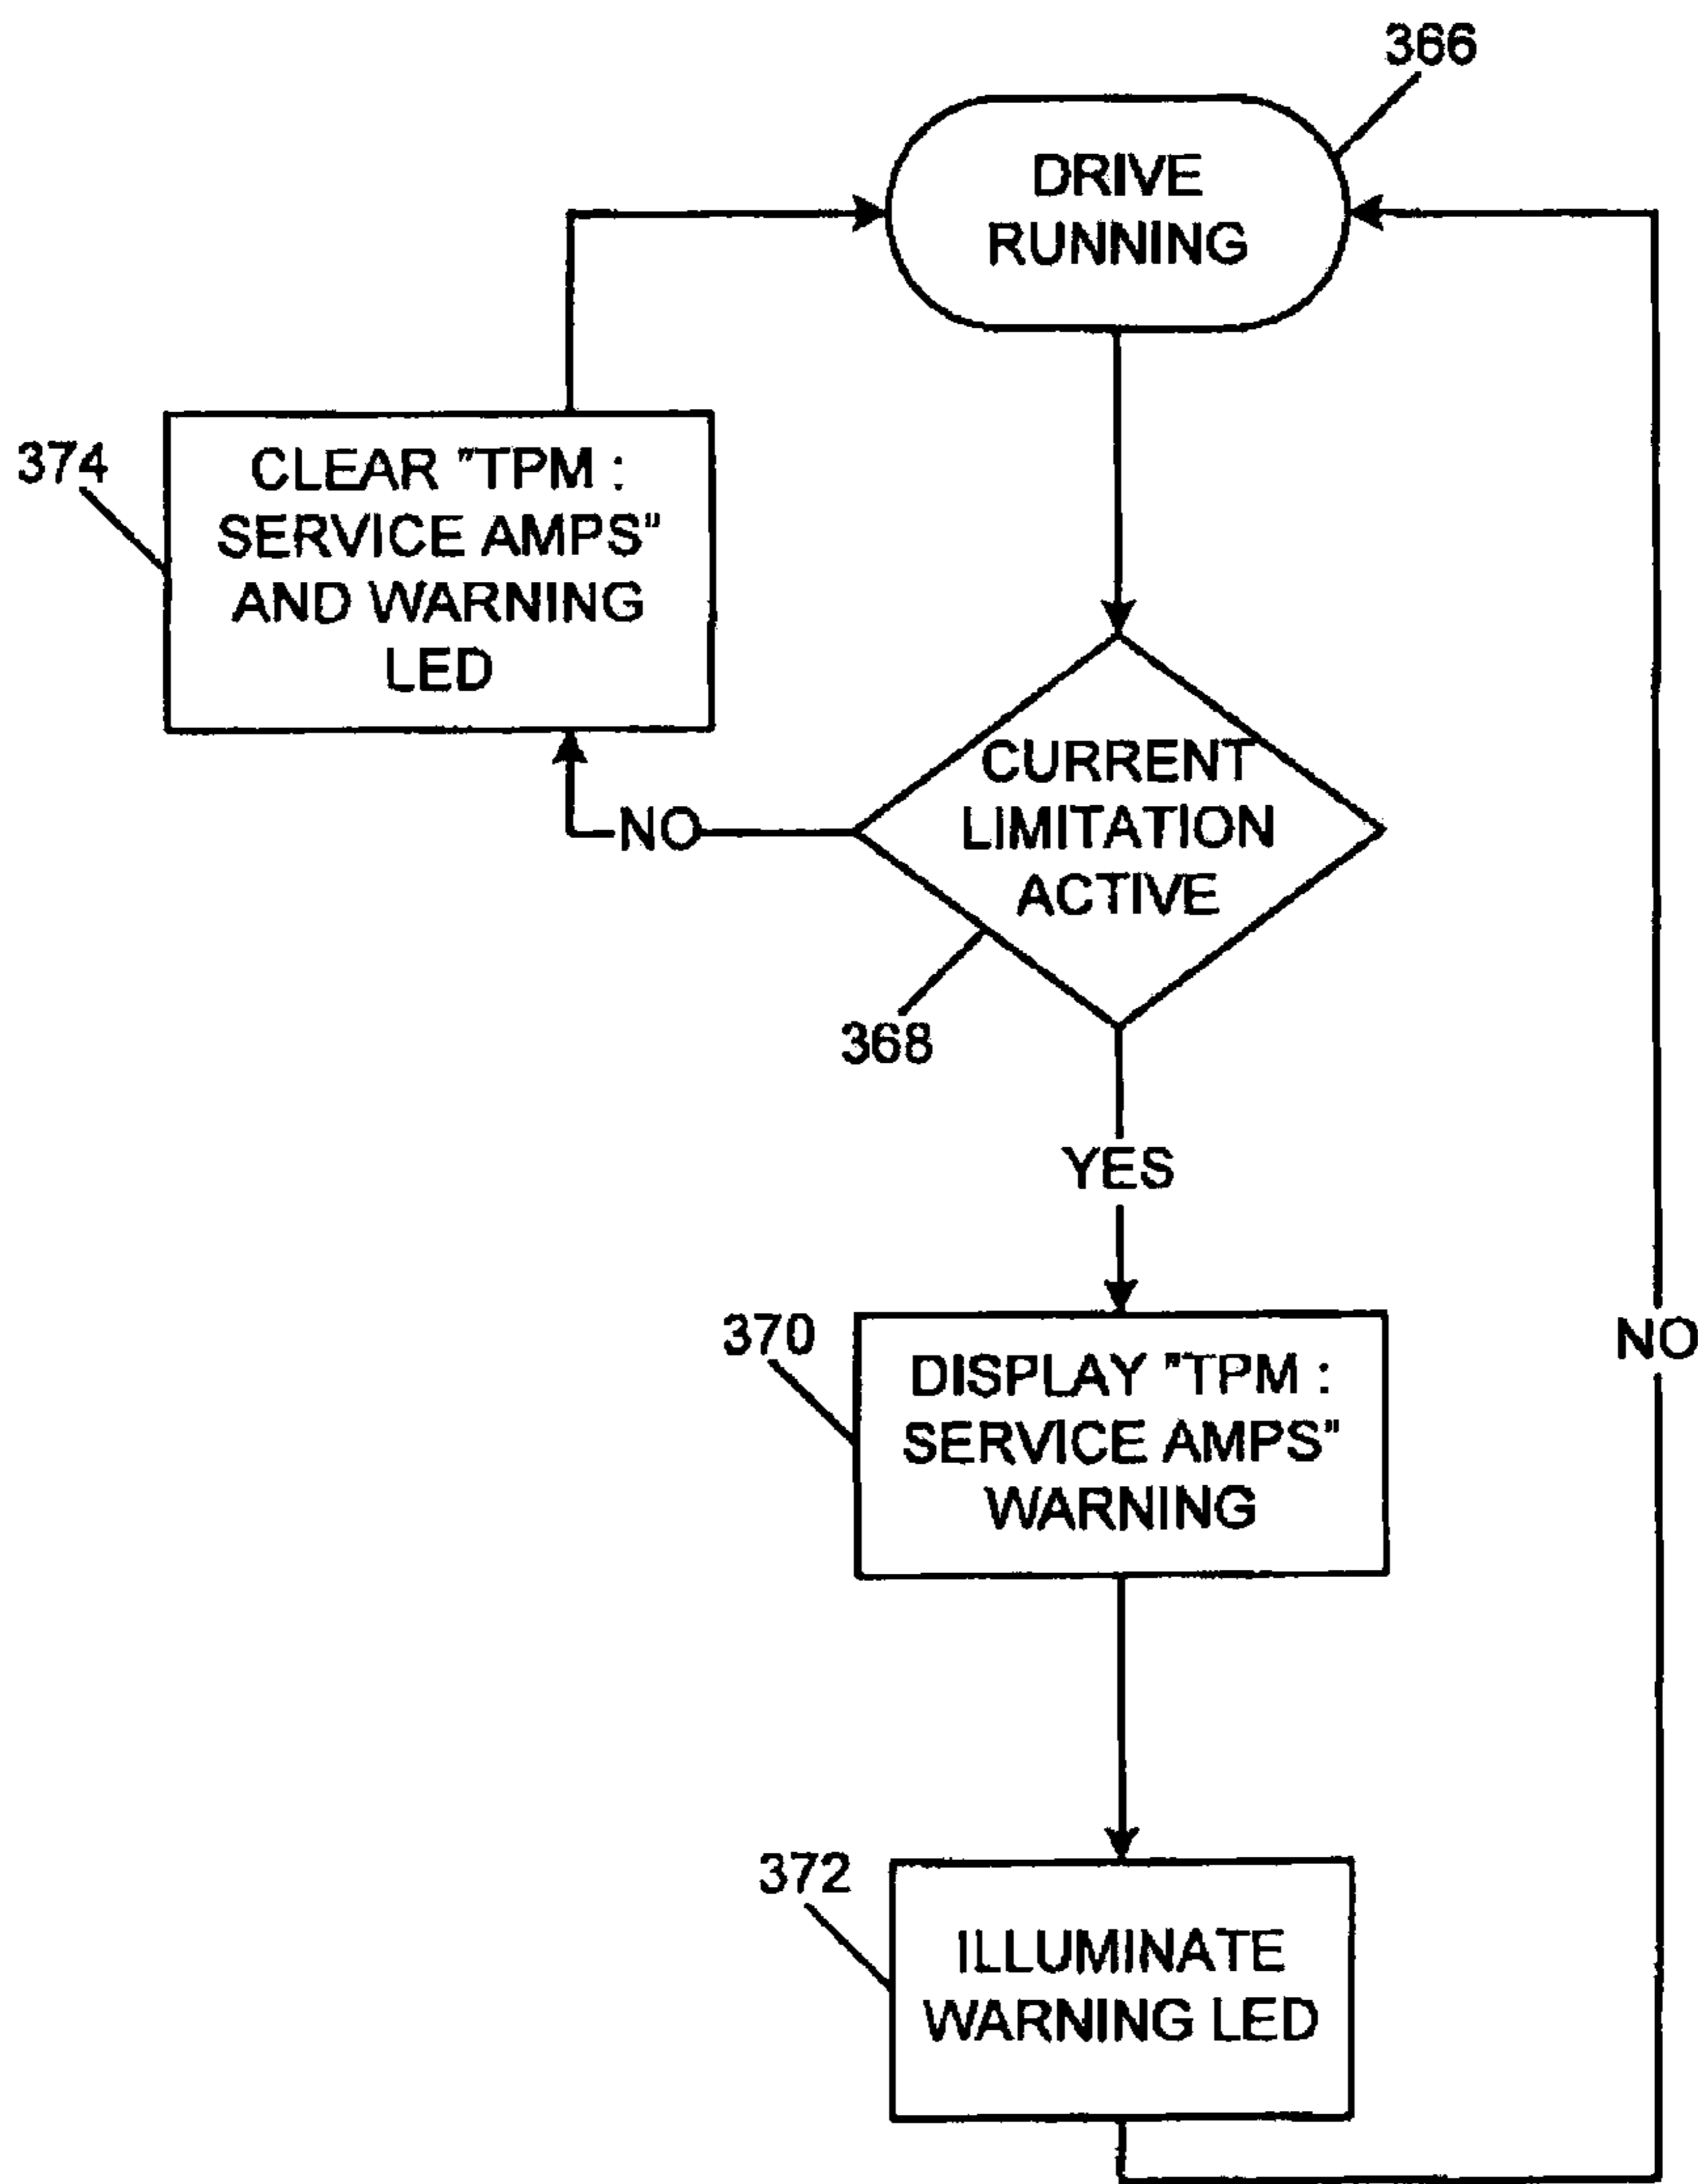 366
DRIVE
RUNNING
374
CLEAR "TPM :
SERVICE AMPS"
AND WARNING
LED
CURRENT
LIMITATION
ACTIVE
NO
368
YES
370
DISPLAY "TPM :
SERVICE AMPS"
WARNING
NO
372
ILLUMINATE
WARNING LED